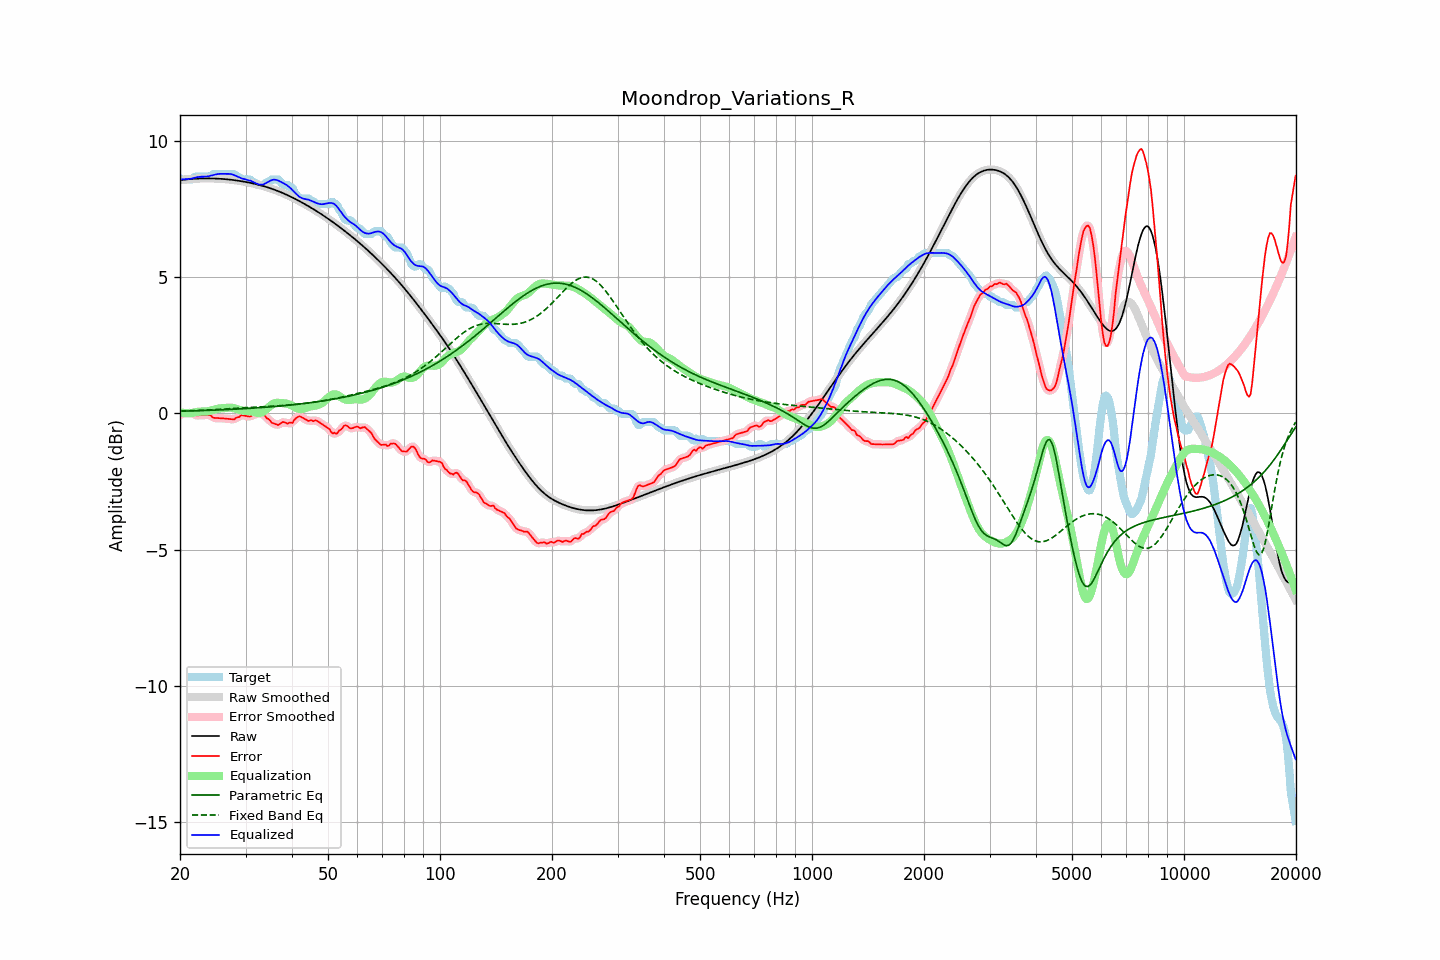 Moondrop_Variations_R
10
5
0
−5
−10
−15
Amplitude (dBr)
Target
Raw Smoothed
Error Smoothed
Raw
Error
Equalization
Parametric Eq
Fixed Band Eq
Equalized
20
50
100
200
500
1000
2000
5000
10000
20000
Frequency (Hz)